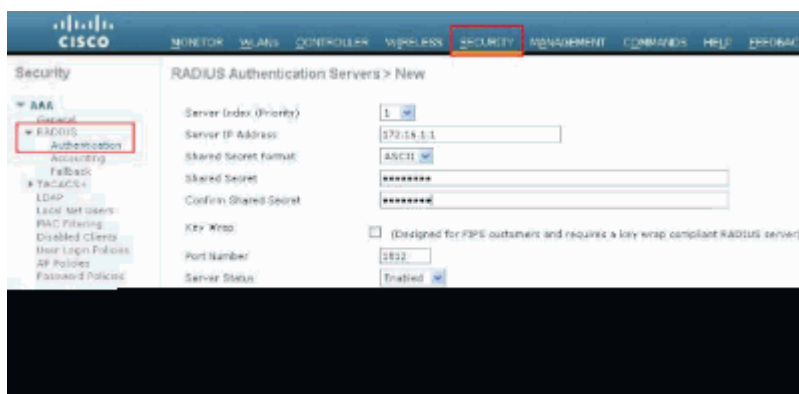 CISCO
MONITOR WLANs CONTROLLER WIRELESS SECURITY MANAGEMENT COMMANDS HELP FEEDBAC
Security
RADIUS Authentication Servers > New
AAA
General
RADIUS
Authentication
Accounting
Fallback
TACACS+
LDAP
Local Net Users
MAC Filtering
Disabled Clients
User Login Policies
AP Policies
Password Policies
Server Index (Priority) 1
Server IP Address 172.16.1.1
Shared Secret Format ASCII
Shared Secret ••••••••
Confirm Shared Secret ••••••••
Key Wrap (Designed for FIPS customers and requires a key wrap compliant RADIUS server)
Port Number 1812
Server Status Enabled